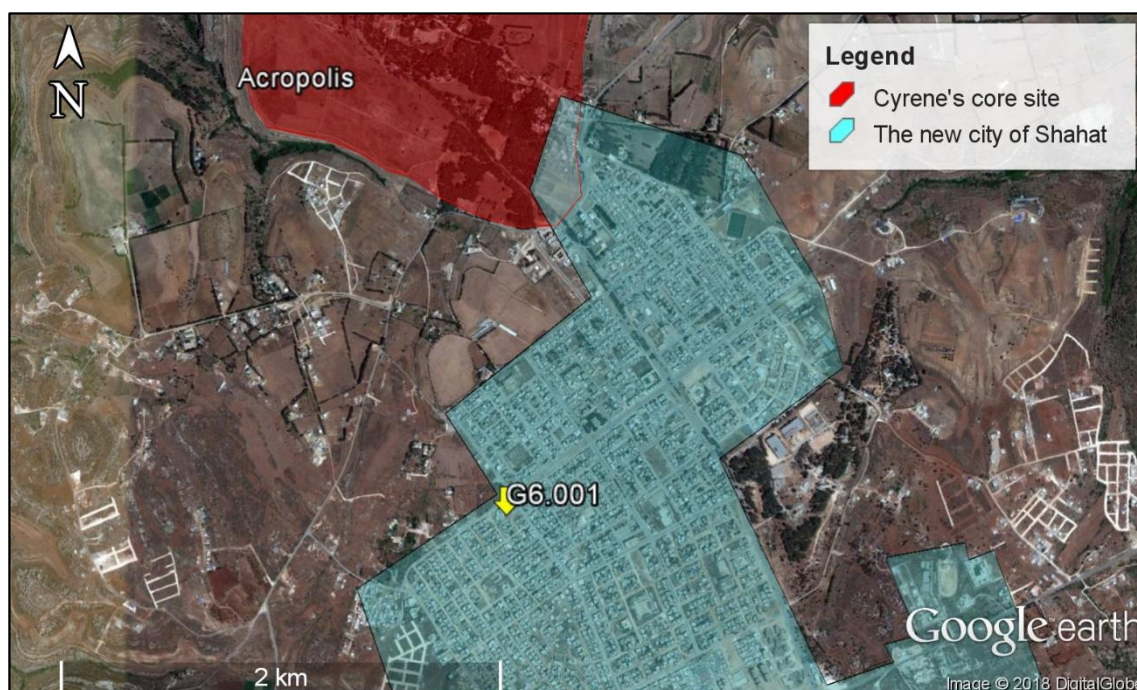 N
Acropolis
Legend
Cyrene's core site
The new city of Shahat
G6.001
2 km
Google earth
Image © 2018 DigitalGlobe